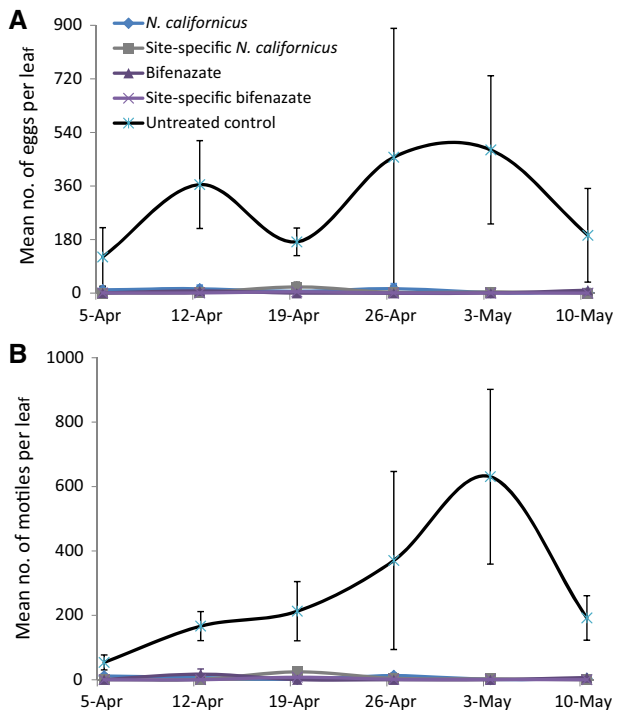 A
Mean no. of eggs per leaf
900
720
540
360
180
0
N. californicus
Site-specific N. californicus
Bifenazate
Site-specific bifenazate
Untreated control
5-Apr 12-Apr 19-Apr 26-Apr 3-May 10-May
B
Mean no. of motiles per leaf
1000
800
600
400
200
0
5-Apr 12-Apr 19-Apr 26-Apr 3-May 10-May